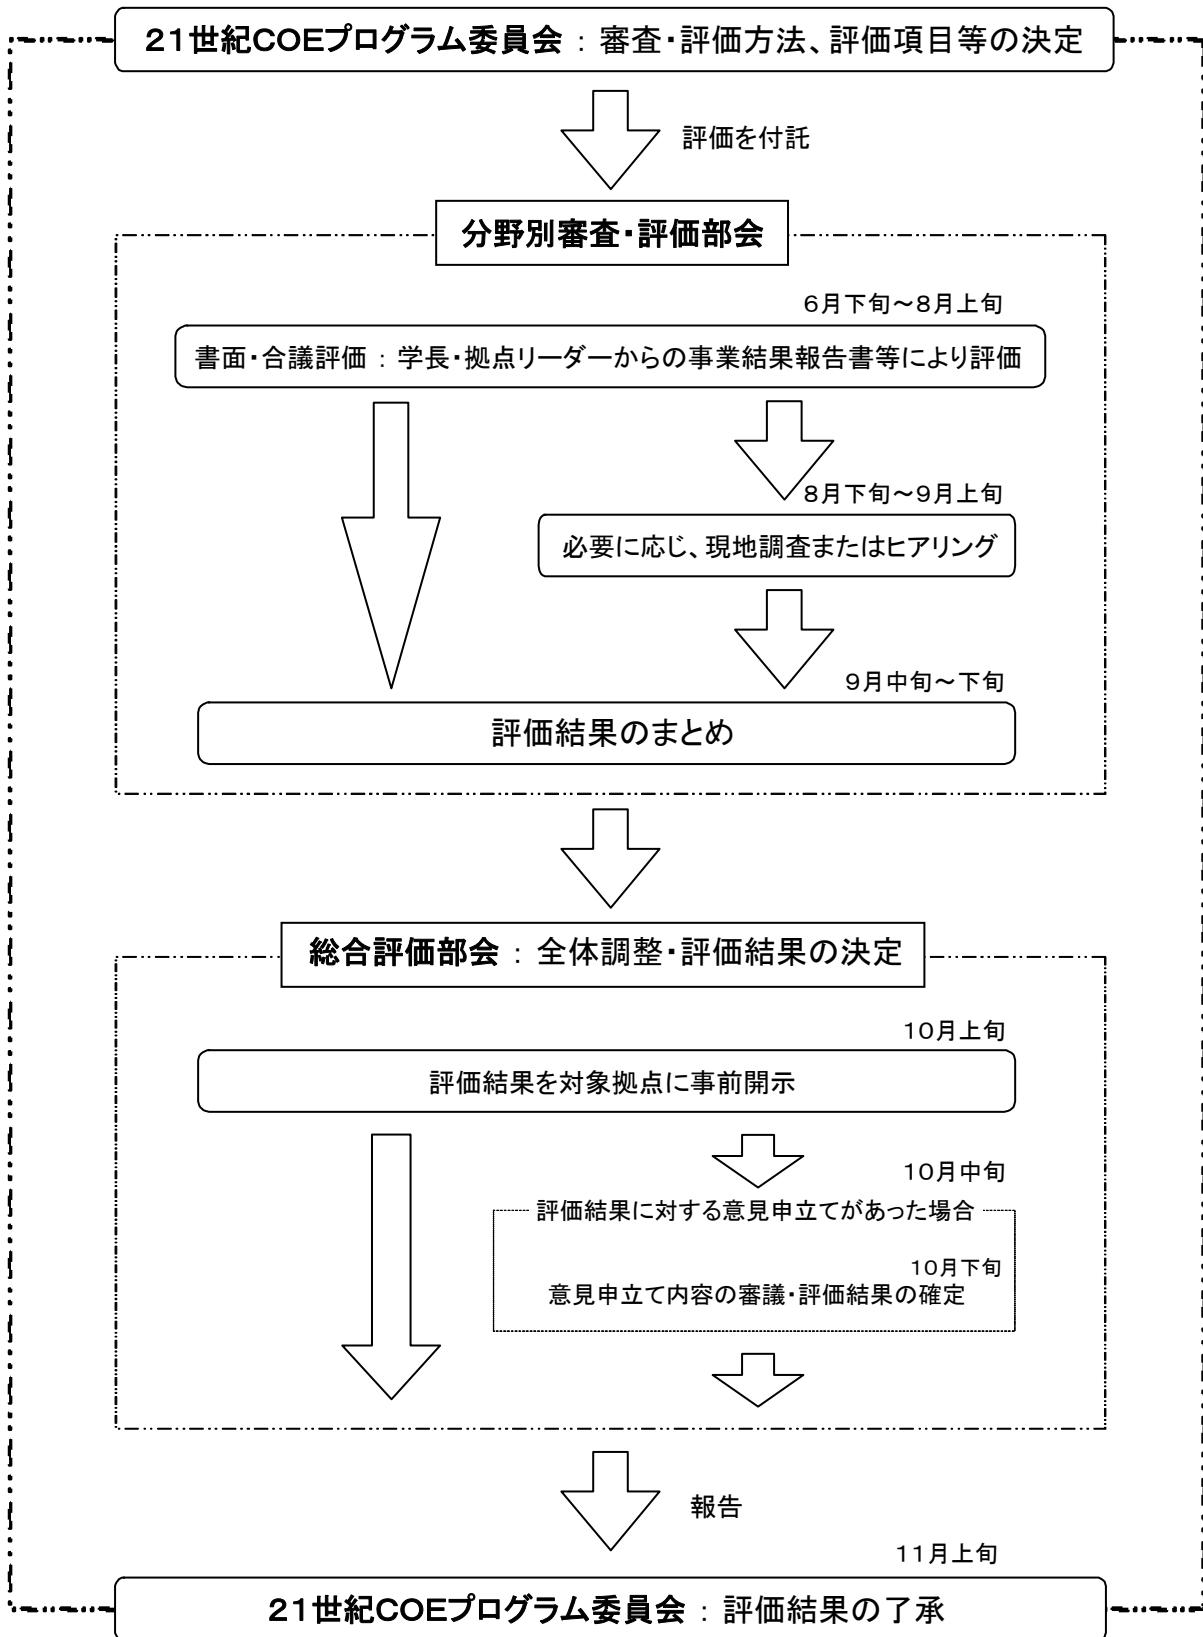 21世紀COEプログラム委員会 : 審査・評価方法、評価項目等の決定
評価を付託
分野別審査・評価部会
6月下旬～8月上旬
書面・合議評価 : 学長・拠点リーダーからの事業結果報告書等により評価
8月下旬～9月上旬
必要に応じ、現地調査またはヒアリング
9月中旬～下旬
評価結果のまとめ
総合評価部会 : 全体調整・評価結果の決定
10月上旬
評価結果を対象拠点に事前開示
10月中旬
評価結果に対する意見申立てがあった場合
10月下旬
意見申立て内容の審議・評価結果の確定
報告
11月上旬
21世紀COEプログラム委員会 : 評価結果の了承